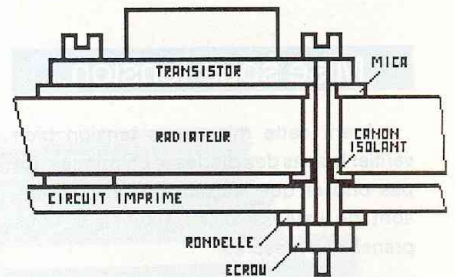 TRANSISTOR
MICA
RADIATEUR
CANON
ISOLANT
CIRCUIT IMPRIME
RONDELLE
ECROU